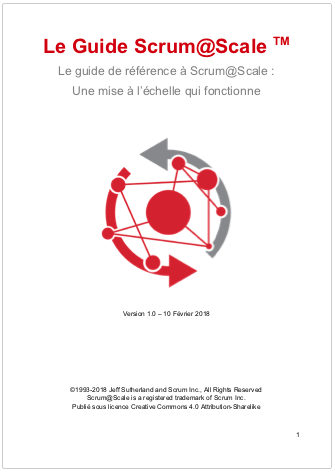 Le Guide Scrum@Scale TM
Le guide de référence à Scrum@Scale :
Une mise à l'échelle qui fonctionne
Version 1.0 – 10 Février 2018
©1993-2018 Jeff Sutherland and Scrum Inc., All Rights Reserved
Scrum@Scale is a registered trademark of Scrum Inc.
Publié sous licence Creative Commons 4.0 Attribution-Sharelike
1